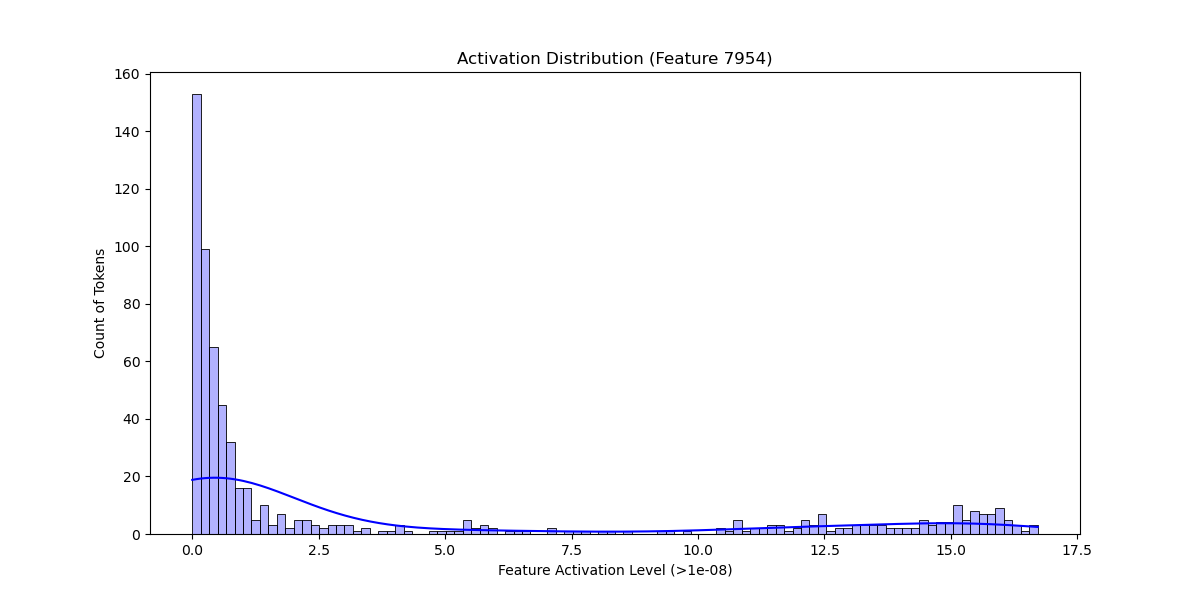 Activation Distribution (Feature 7954)
160
140
120
100
80
60
40
20
0
Count of Tokens
0.0 2.5 5.0 7.5 10.0 12.5 15.0 17.5
Feature Activation Level (>1e-08)